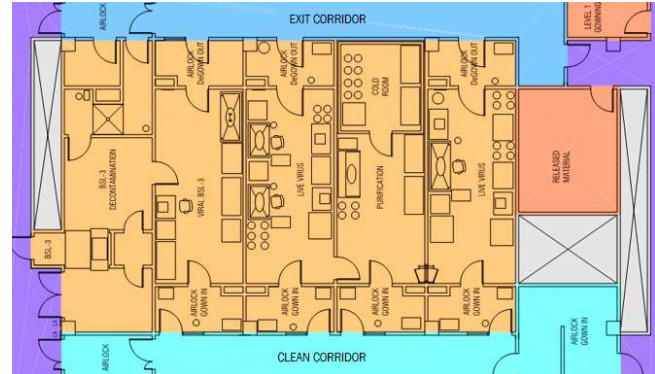 EXIT CORRIDOR
AIRLOCK
LEVEL 1
GOWNING
AIRLOCK
DeGOWN OUT
AIRLOCK
DeGOWN OUT
COLD
ROOM
AIRLOCK
DeGOWN OUT
BSL-3
DECONTAMINATION
VIRAL BSL-3
LIVE VIRUS
PURIFICATION
LIVE VIRUS
RELEASED
MATERIAL
BSL-3
AIRLOCK
GOWN IN
AIRLOCK
GOWN IN
AIRLOCK
GOWN IN
AIRLOCK
GOWN IN
AIRLOCK
GOWN IN
AIRLOCK
CLEAN CORRIDOR